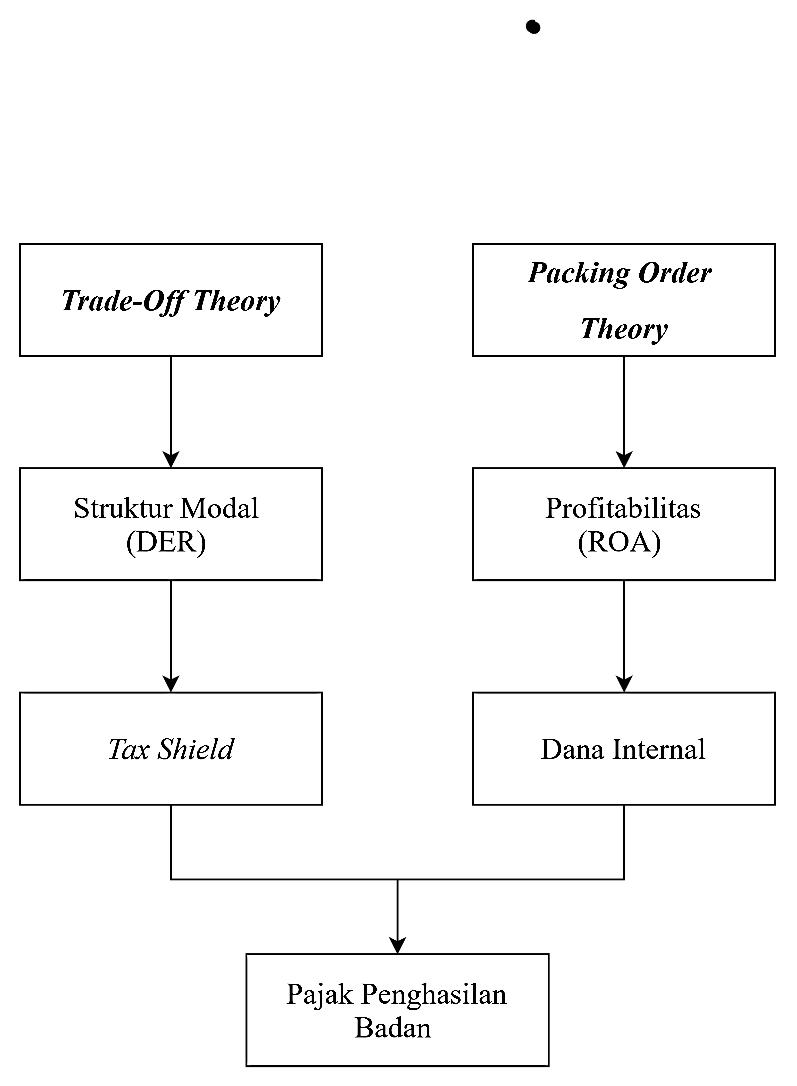 Trade-Off Theory
Packing Order
Theory
Struktur Modal
(DER)
Profitabilitas
(ROA)
Tax Shield
Dana Internal
Pajak Penghasilan
Badan